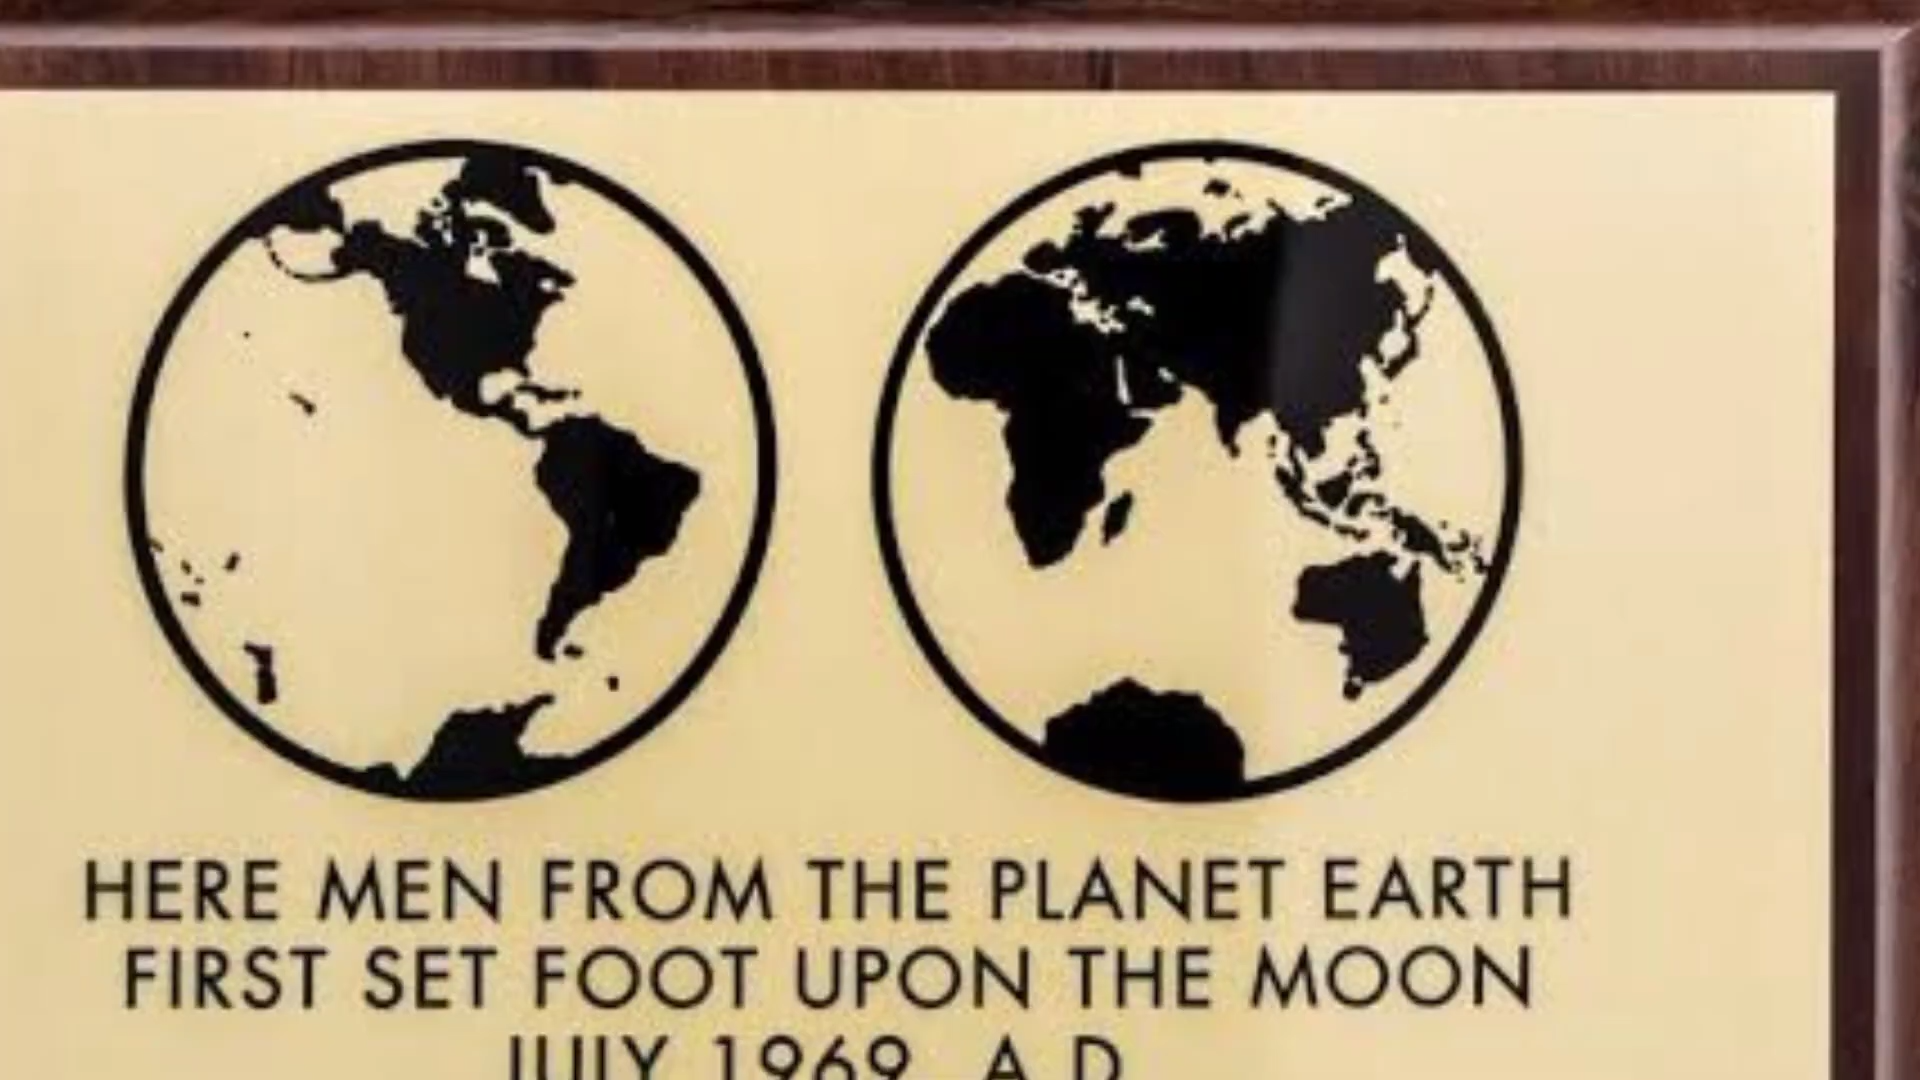 HERE MEN FROM THE PLANET EARTH
FIRST SET FOOT UPON THE MOON
JULY 1969, A.D.